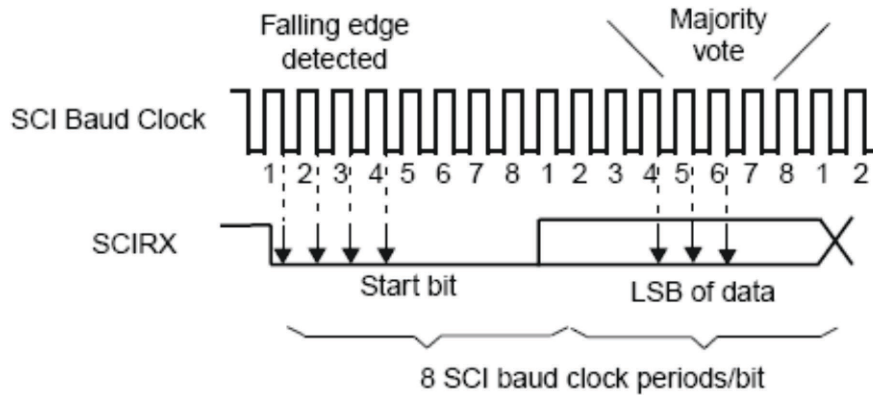 Falling edge
detected
Majority
vote
SCI Baud Clock
1 2 3 4 5 6 7 8 1 2 3 4 5 6 7 8 1 2
SCIRX
Start bit
LSB of data
8 SCI baud clock periods/bit